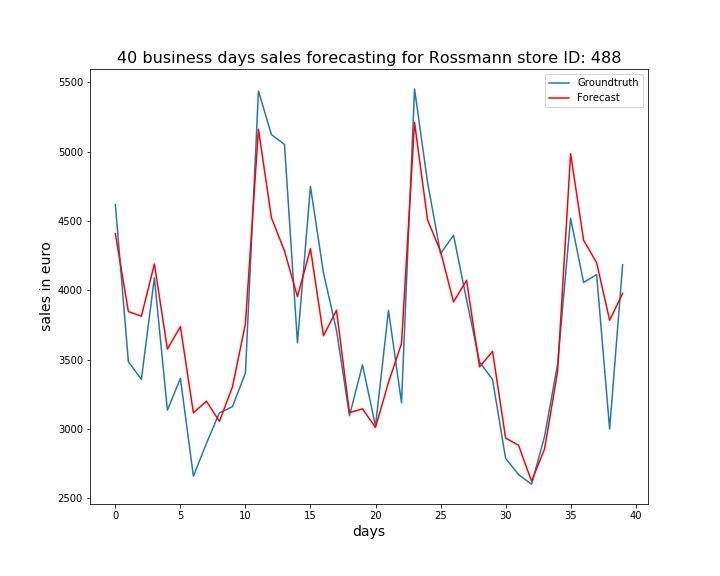 40 business days sales forecasting for Rossmann store ID: 488
Groundtruth
Forecast
sales in euro
5500
5000
4500
4000
3500
3000
2500
0 5 10 15 20 25 30 35 40
days